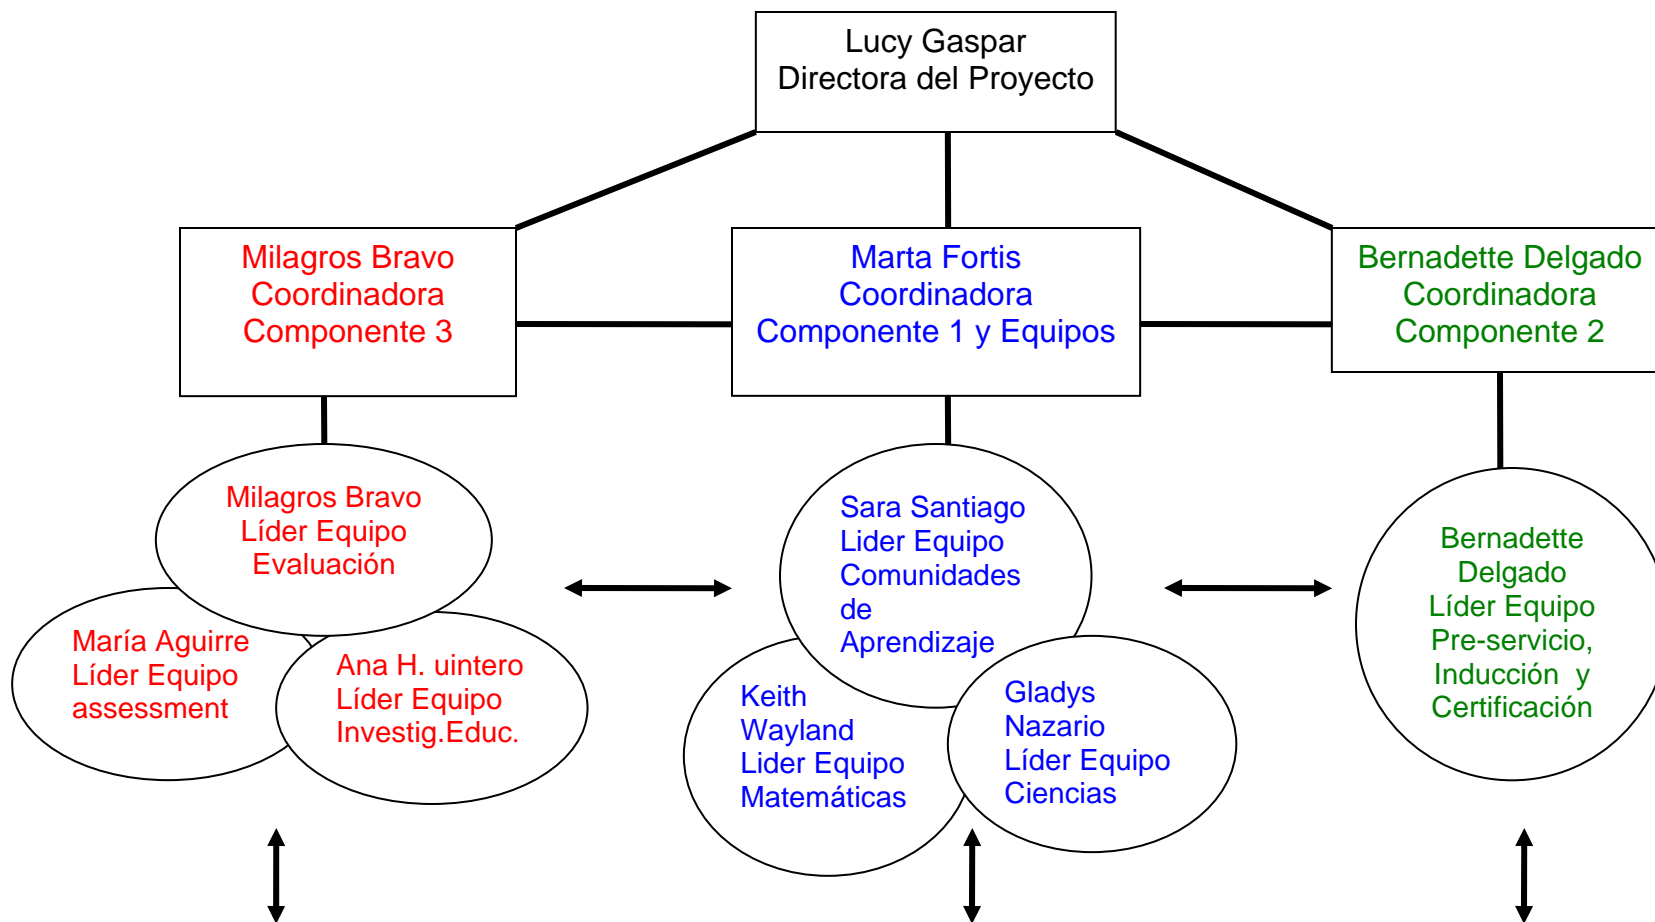 Lucy Gaspar
Directora del Proyecto
Milagros Bravo
Coordinadora
Componente 3
Marta Fortis
Coordinadora
Componente 1 y Equipos
Bernadette Delgado
Coordinadora
Componente 2
Milagros Bravo
Líder Equipo
Evaluación
María Aguirre
Líder Equipo
assessment
Ana H. uintero
Líder Equipo
Investig.Educ.
Sara Santiago
Lider Equipo
Comunidades
de
Aprendizaje
Keith
Wayland
Lider Equipo
Matemáticas
Gladys
Nazario
Líder Equipo
Ciencias
Bernadette
Delgado
Líder Equipo
Pre-servicio,
Inducción y
Certificación